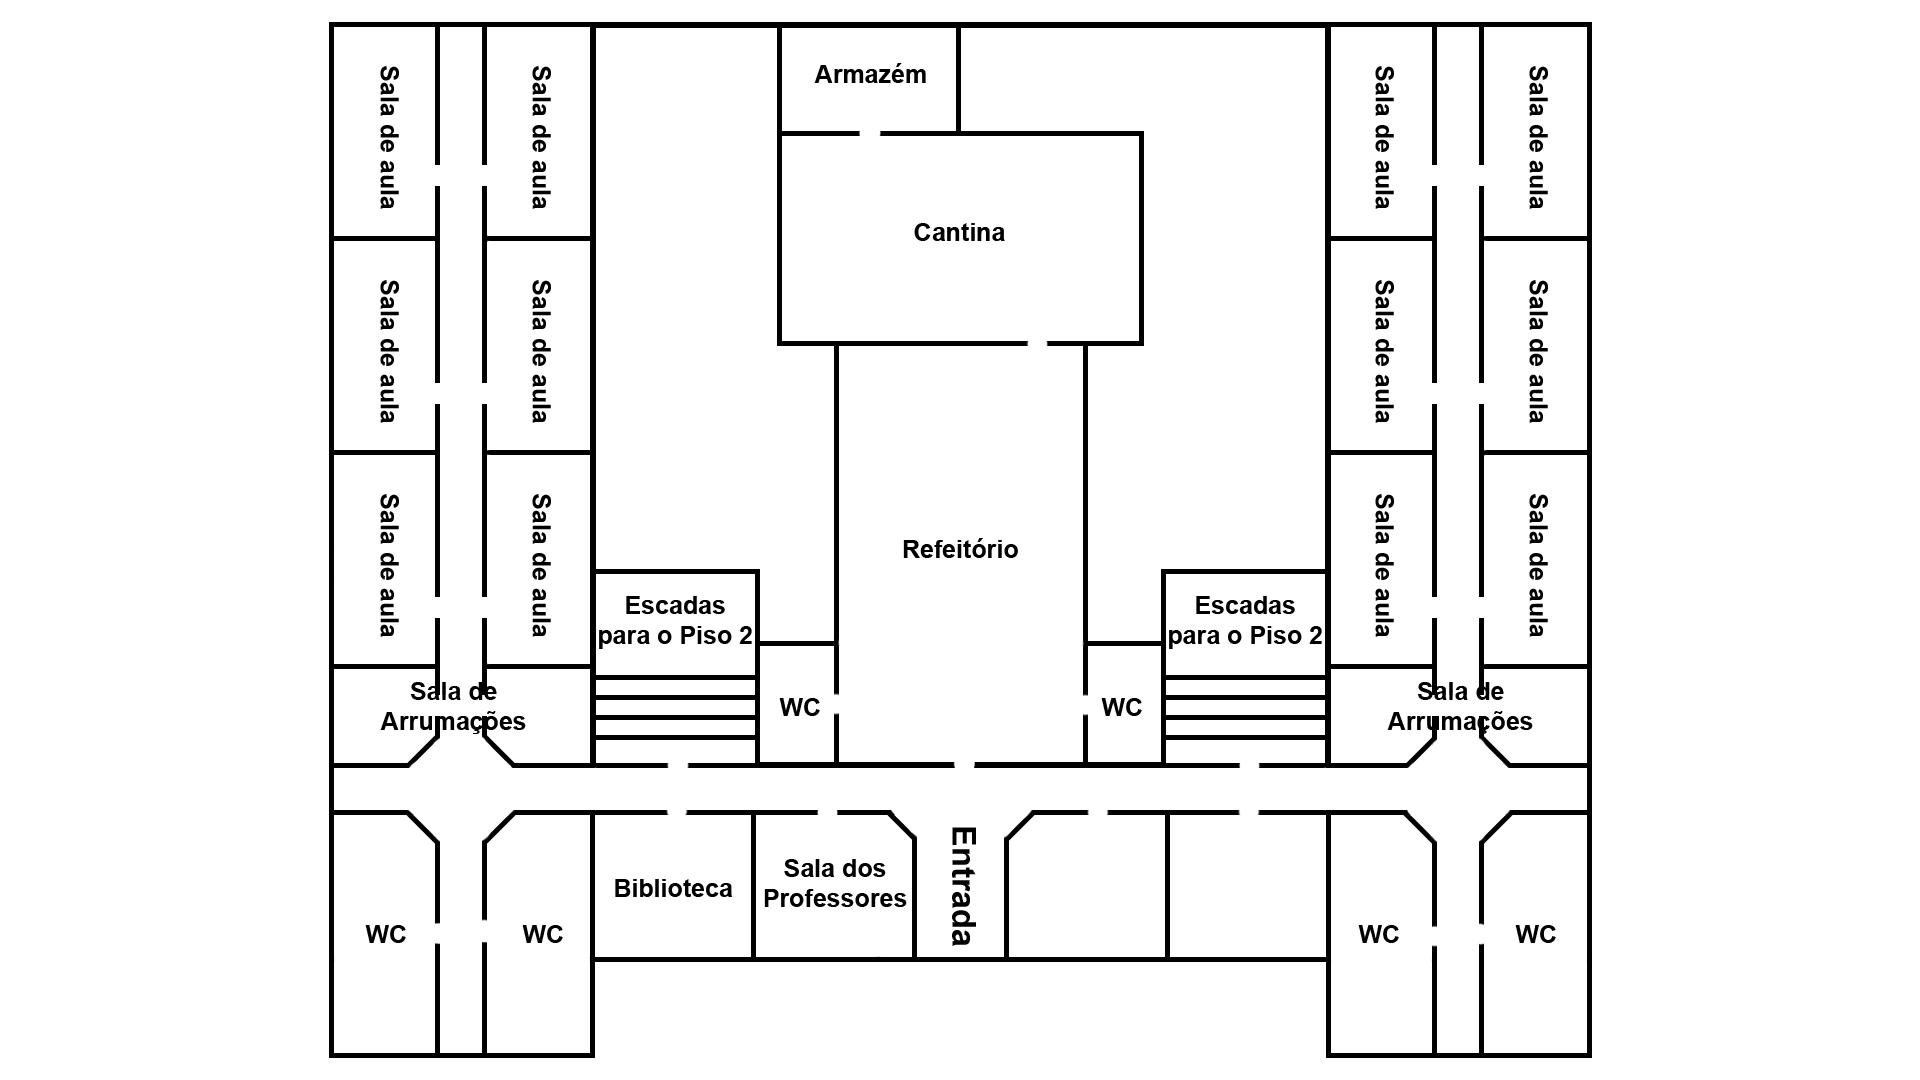 Sala de aula
Sala de aula
Armazém
Sala de aula
Sala de aula
Cantina
Sala de aula
Sala de aula
Sala de aula
Sala de aula
Refeitório
Sala de aula
Sala de aula
Sala de aula
Sala de aula
Escadas
para o Piso 2
Escadas
para o Piso 2
Sala de
Arrumações
WC
WC
Sala de
Arrumações
Biblioteca
Sala dos
Professores
Entrada
WC
WC
WC
WC